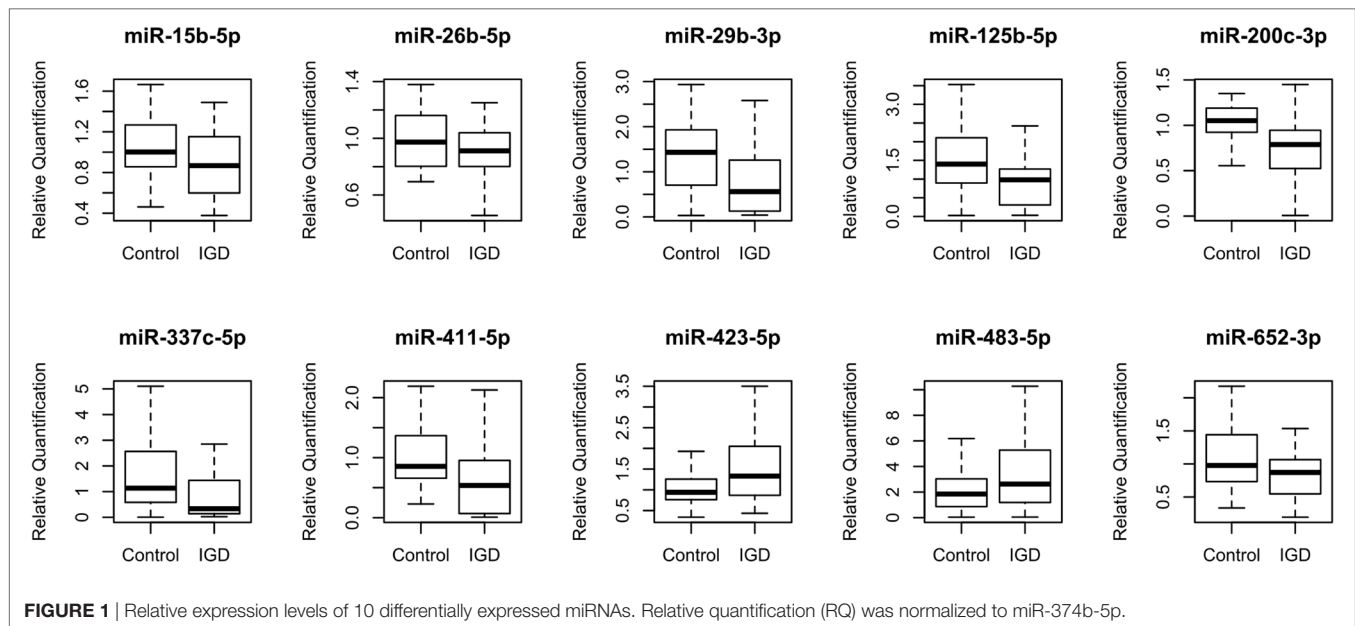 miR-15b-5p
Relative Quantification
0.4 0.8 1.2 1.6
Control IGD
miR-26b-5p
Relative Quantification
0.6 1.0 1.4
Control IGD
miR-29b-3p
Relative Quantification
0.0 1.0 2.0 3.0
Control IGD
miR-125b-5p
Relative Quantification
0.0 1.5 3.0
Control IGD
miR-200c-3p
Relative Quantification
0.0 0.5 1.0 1.5
Control IGD
miR-337c-5p
Relative Quantification
0 1 2 3 4 5
Control IGD
miR-411-5p
Relative Quantification
0.0 1.0 2.0
Control IGD
miR-423-5p
Relative Quantification
0.5 1.5 2.5 3.5
Control IGD
miR-483-5p
Relative Quantification
0 2 4 6 8
Control IGD
miR-652-3p
Relative Quantification
0.5 1.5
Control IGD
FIGURE 1 | Relative expression levels of 10 differentially expressed miRNAs. Relative quantification (RQ) was normalized to miR-374b-5p.